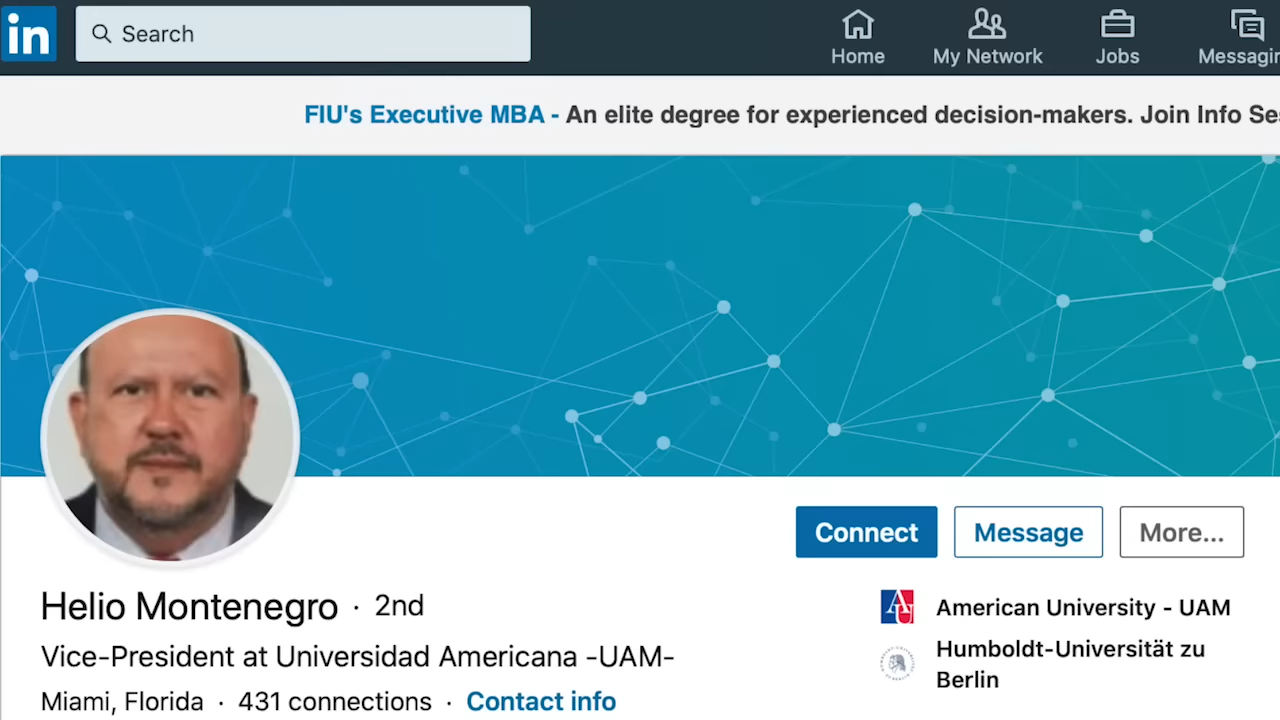 in
Search
Home
My Network
Jobs
FIU's Executive MBA - An elite degree for experienced decision-makers. Join Info
Connect
Message
More...
Helio Montenegro · 2nd
Vice-President at Universidad Americana -UAM-
Miami, Florida · 431 connections · Contact info
American University - UAM
Humboldt-Universität zu
Berlin